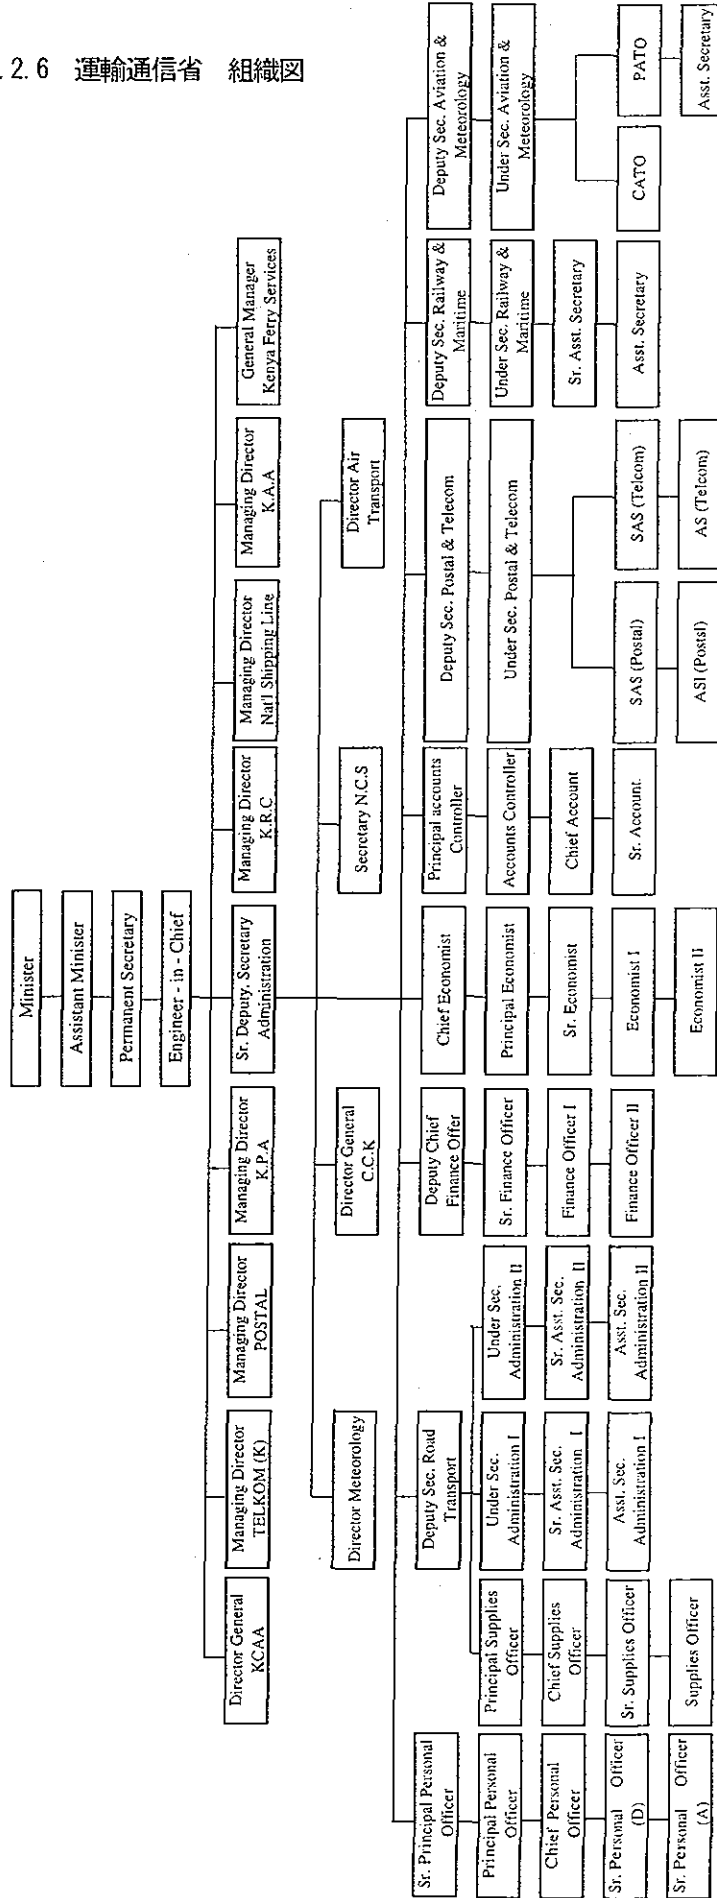 .2.6 運輸通信省 組織図
Minister
Assistant Minister
Permanent Secretary
Engineer - in - Chief
Director General
KCAA
Managing Director
TELKOM (K)
Managing Director
POSTAL
Managing Director
K.P.A
Sr. Deputy. Secretary
Administration
Managing Director
K.R.C
Managing Director
Nat'l Shipping Line
Managing Director
K.A.A
General Manager
Kenya Ferry Services
Director Meteorology
Director General
C.C.K
Secretary N.C.S
Director Air
Transport
Sr. Principal Personal
Officer
Deputy Sec. Road
Transport
Deputy Chief
Finance Offer
Chief Economist
Principal accounts
Controller
Deputy Sec. Postal & Telecom
Deputy Sec. Railway &
Maritime
Deputy Sec. Aviation &
Meteorology
Principal Personal
Officer
Principal Supplies
Officer
Under Sec.
Administration I
Under Sec.
Administration II
Sr. Finance Officer
Principal Economist
Accounts Controller
Under Sec. Postal & Telecom
Under Sec. Railway &
Maritime
Under Sec. Aviation &
Meteorology
Chief Personal
Officer
Chief Supplies
Officer
Sr. Asst. Sec.
Administration I
Sr. Asst. Sec.
Administration II
Finance Officer I
Sr. Economist
Chief Account
Sr. Asst. Secretary
Sr. Personal Officer
(D)
Sr. Supplies Officer
Asst. Sec.
Administration I
Asst. Sec.
Administration II
Finance Officer II
Economist I
Sr. Account.
SAS (Postal)
SAS (Telcom)
Asst. Secretary
CATO
PATO
Sr. Personal Officer
(A)
Supplies Officer
Economist II
ASI (Postsl)
AS (Telcom)
Asst. Secretary